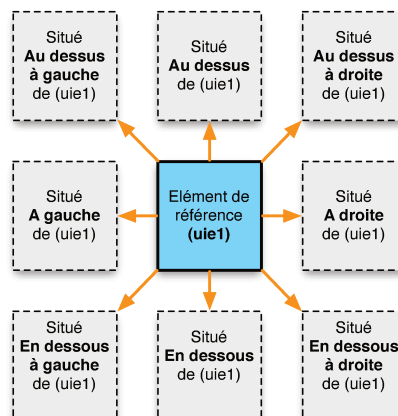 Situé
Au dessus
à gauche
de (uie1)
Situé
Au dessus
de (uie1)
Situé
Au dessus
à droite
de (uie1)
Situé
A gauche
de (uie1)
Elément de
référence
(uie1)
Situé
A droite
de (uie1)
Situé
En dessous
à gauche
de (uie1)
Situé
En dessous
de (uie1)
Situé
En dessous
à droite
de (uie1)